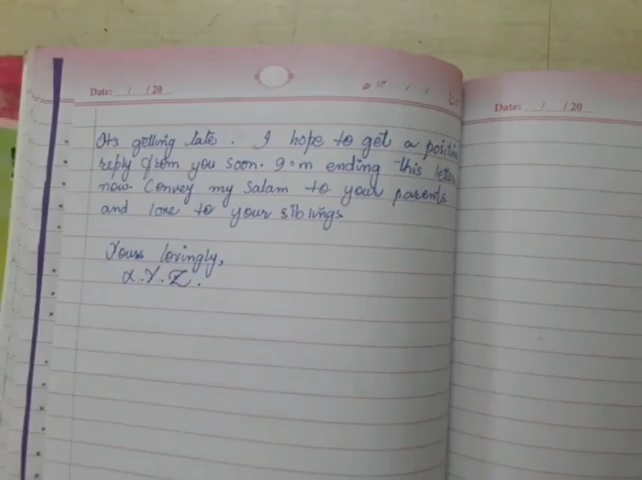 Date: / / 20
Date: / / 20
Its getting late. I hope to get a positive
reply from you soon. I'm ending this letter
now. Convey my Salam to your parents
and love to your siblings
Yours lovingly,
X.Y.Z.